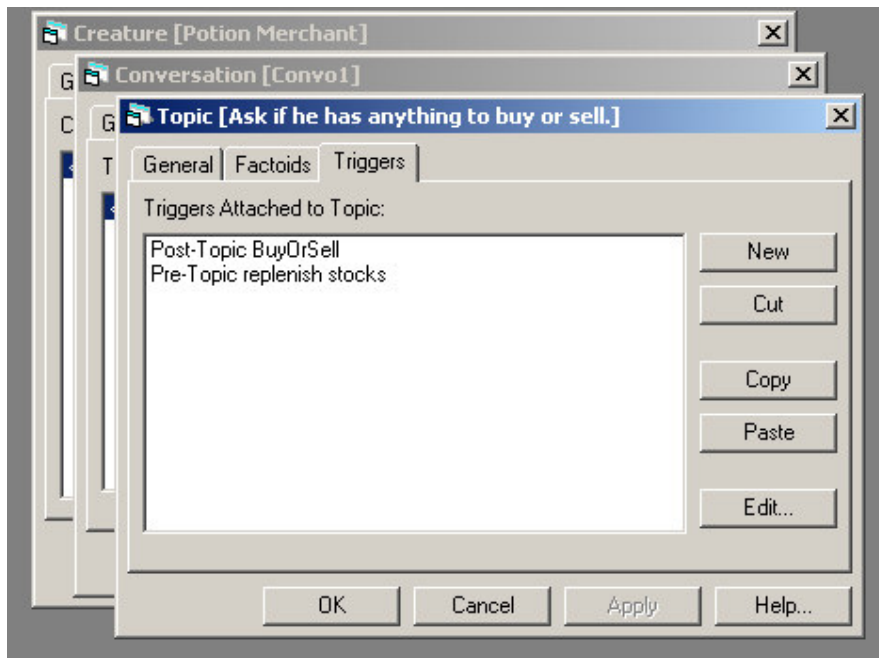 Creature [Potion Merchant]
G
Conversation [Convo1]
C
G
Topic [Ask if he has anything to buy or sell.]
T
General
Factoids
Triggers
Triggers Attached to Topic:
Post-Topic BuyOrSell
Pre-Topic replenish stocks
New
Cut
Copy
Paste
Edit...
OK
Cancel
Apply
Help...